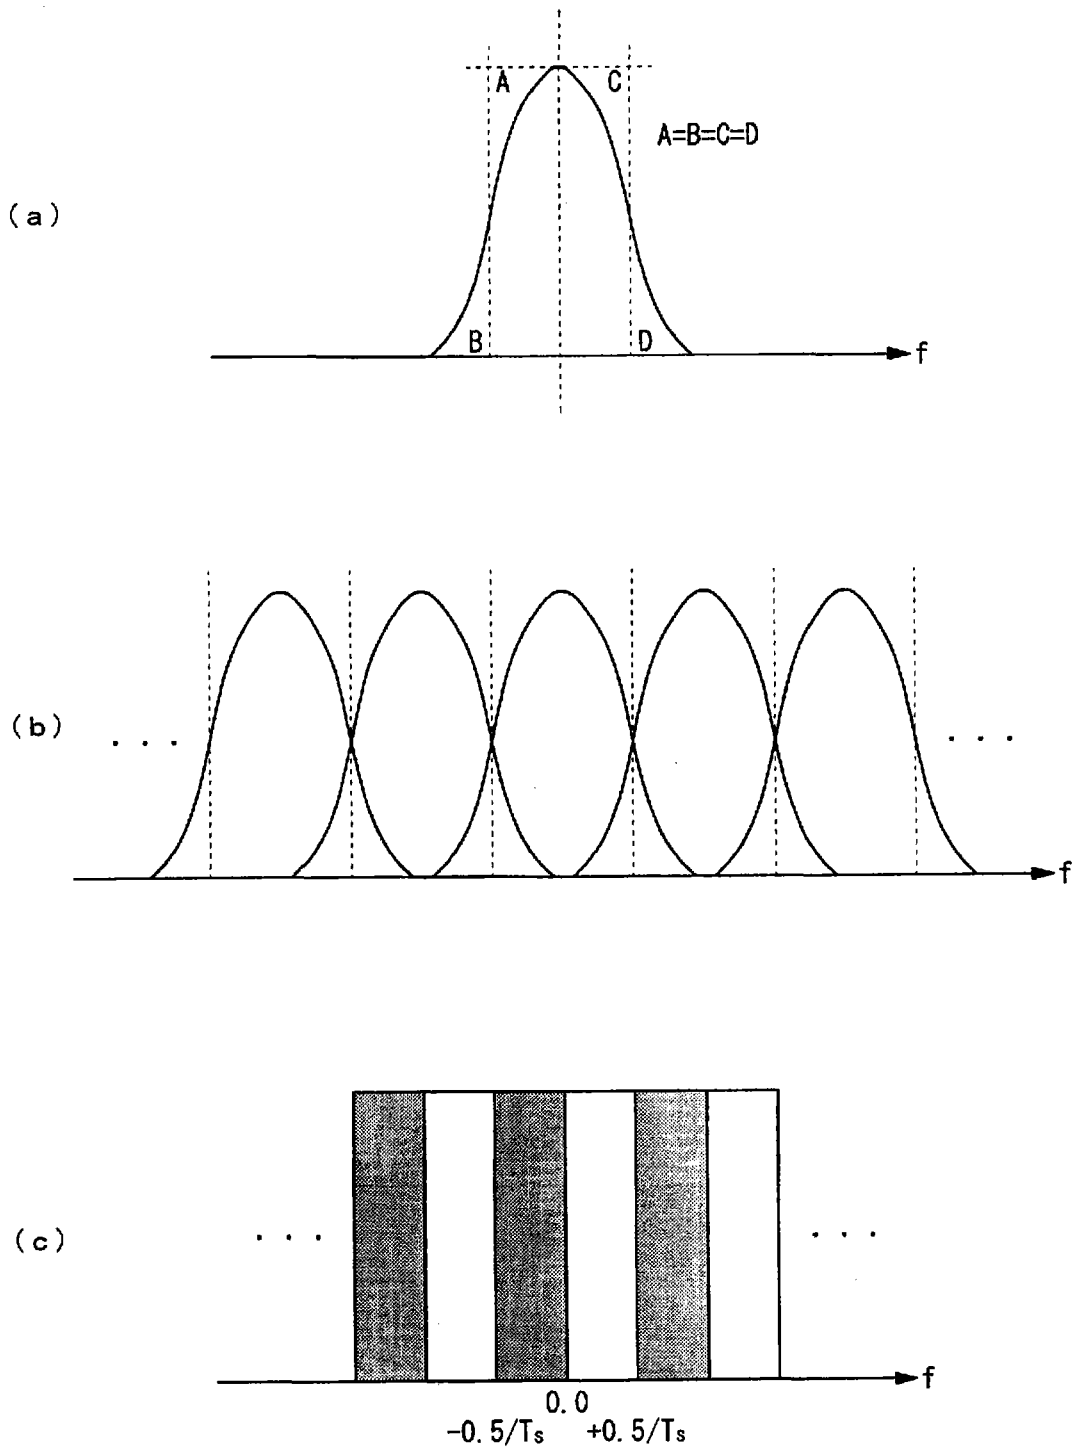 A
C
A=B=C=D
(a)
B
D
f
(b)
. . .
. . .
f
(c)
. . .
. . .
f
0.0
-0.5/Ts +0.5/Ts